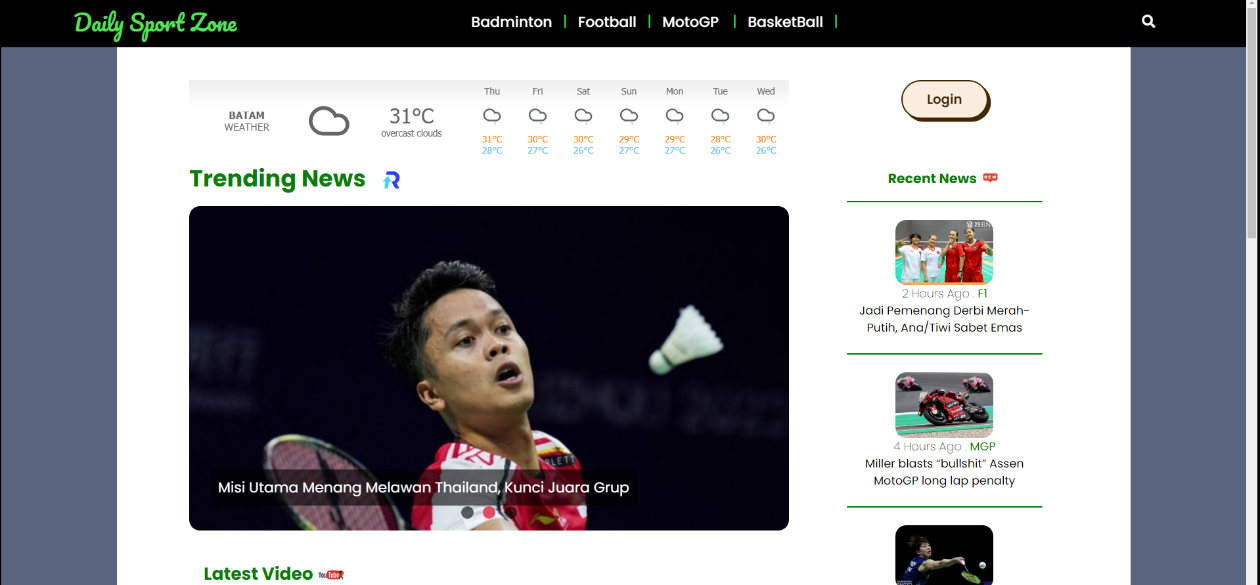 Daily Sport Zone
Badminton | Football | MotoGP | BasketBall |
BATAM
WEATHER
31°C
overcast clouds
Thu Fri Sat Sun Mon Tue Wed
31°C 30°C 30°C 29°C 29°C 28°C 30°C
28°C 27°C 26°C 27°C 27°C 26°C 26°C
Login
Trending News
Misi Utama Menang Melawan Thailand, Kunci Juara Grup
Latest Video
YouTube
Recent News
NEW
2 Hours Ago . F1
Jadi Pemenang Derbi Merah-
Putih, Ana/Tiwi Sabet Emas
4 Hours Ago . MGP
Miller blasts “bullshit” Assen
MotoGP long lap penalty